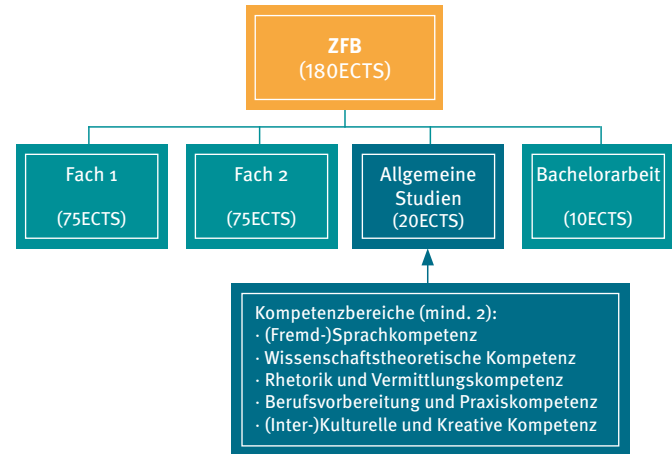 ZFB
(180ECTS)
Fach 1
(75ECTS)
Fach 2
(75ECTS)
Allgemeine
Studien
(20ECTS)
Bachelorarbeit
(10ECTS)
Kompetenzbereiche (mind. 2):
· (Fremd-)Sprachkompetenz
· Wissenschaftstheoretische Kompetenz
· Rhetorik und Vermittlungskompetenz
· Berufsvorbereitung und Praxiskompetenz
· (Inter-)Kulturelle und Kreative Kompetenz